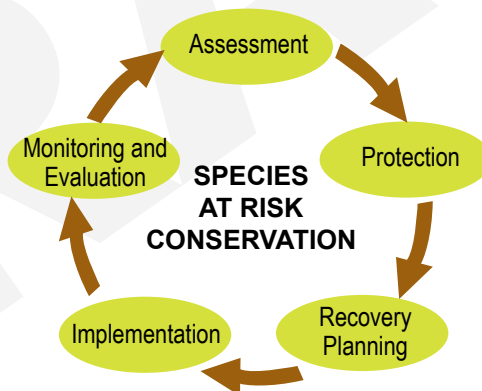 Assessment
Protection
Recovery
Planning
Implementation
Monitoring and
Evaluation
SPECIES
AT RISK
CONSERVATION